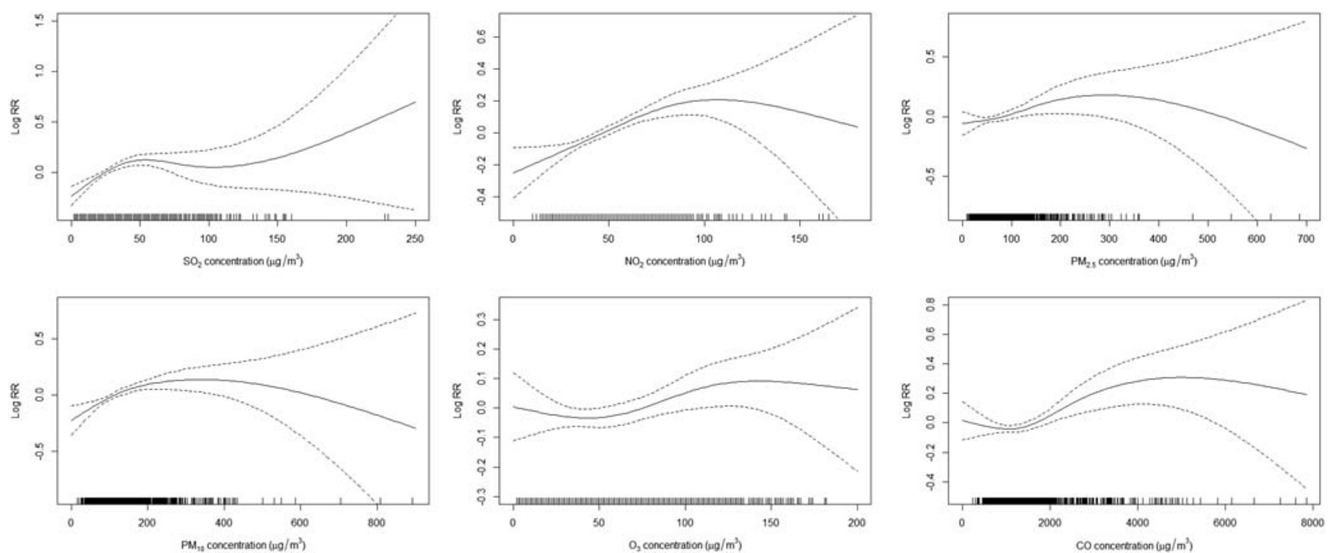 1.5
1.0
0.5
0.0
Log RR
0 50 100 150 200 250
SO₂ concentration (μg/m³)
0.6
0.4
0.2
0.0
-0.2
-0.4
Log RR
0 50 100 150
NO₂ concentration (μg/m³)
0.5
0.0
-0.5
Log RR
0 100 200 300 400 500 600 700
PM₂.₅ concentration (μg/m³)
0.5
0.0
-0.5
Log RR
0 200 400 600 800
PM₁₀ concentration (μg/m³)
0.3
0.2
0.1
0.0
-0.1
-0.2
-0.3
Log RR
0 50 100 150 200
O₃ concentration (μg/m³)
0.8
0.6
0.4
0.2
0.0
-0.2
-0.4
Log RR
0 2000 4000 6000 8000
CO concentration (μg/m³)